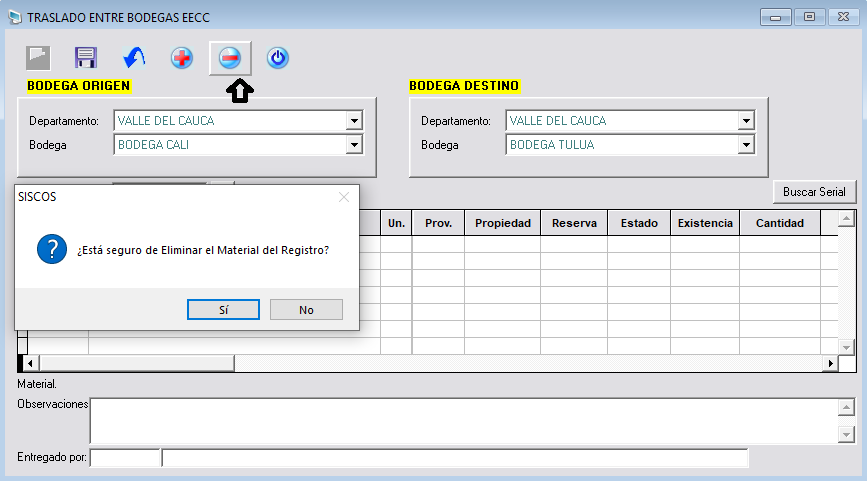 TRASLADO ENTRE BODEGAS EECC
BODEGA ORIGEN
BODEGA DESTINO
Departamento: VALLE DEL CAUCA
Departamento: VALLE DEL CAUCA
Bodega BODEGA CALI
Bodega BODEGA TULUA
Buscar Serial
SISCOS
¿Está seguro de Eliminar el Material del Registro?
Sí No
Un. Prov. Propiedad Reserva Estado Existencia Cantidad
Material.
Observaciones
Entregado por: